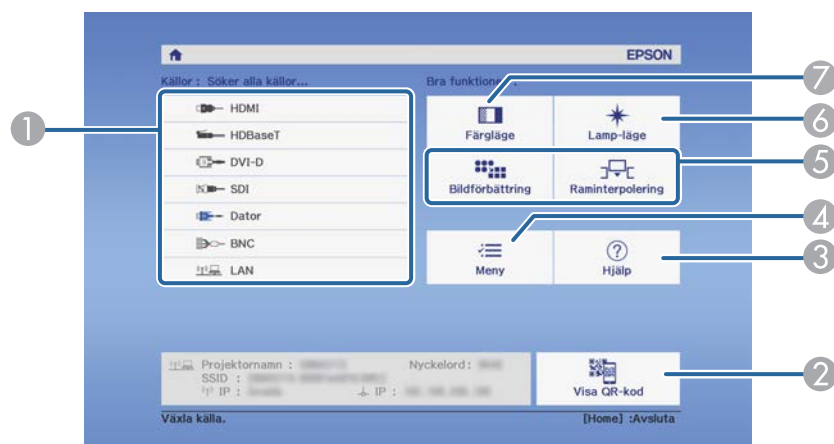 EPSON
Källor : Söker alla källor...
Bra funktioner :
HDMI
HDBaseT
DVI-D
SDI
Dator
BNC
LAN
Färgläge
Lamp-läge
Bildförbättring
Raminterpolering
Meny
Hjälp
Projektornamn :
Nyckelord :
SSID :
IP :
IP :
Visa QR-kod
Växla källa.
[Home] :Avsluta
1
2
3
4
5
6
7